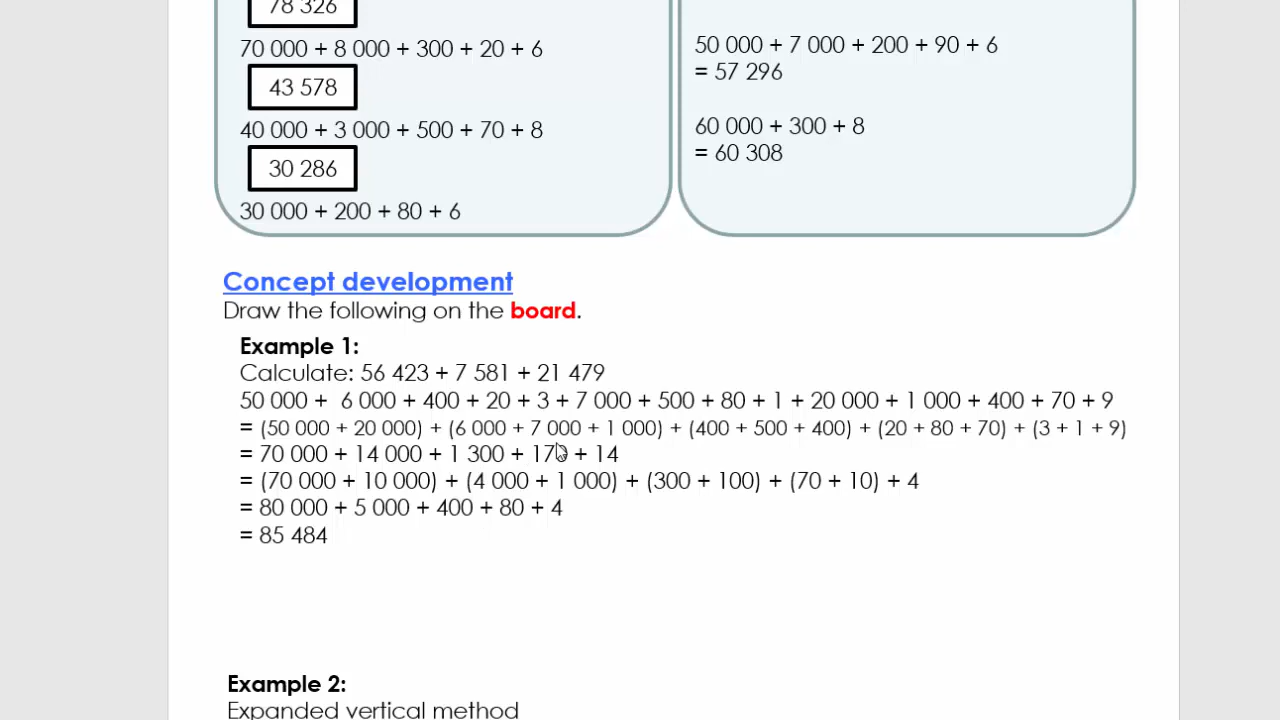 78 326
70 000 + 8 000 + 300 + 20 + 6
43 578
40 000 + 3 000 + 500 + 70 + 8
30 286
30 000 + 200 + 80 + 6
50 000 + 7 000 + 200 + 90 + 6
= 57 296
60 000 + 300 + 8
= 60 308
Concept development
Draw the following on the board.
Example 1:
Calculate: 56 423 + 7 581 + 21 479
50 000 + 6 000 + 400 + 20 + 3 + 7 000 + 500 + 80 + 1 + 20 000 + 1 000 + 400 + 70 + 9
= (50 000 + 20 000) + (6 000 + 7 000 + 1 000) + (400 + 500 + 400) + (20 + 80 + 70) + (3 + 1 + 9)
= 70 000 + 14 000 + 1 300 + 170 + 14
= (70 000 + 10 000) + (4 000 + 1 000) + (300 + 100) + (70 + 10) + 4
= 80 000 + 5 000 + 400 + 80 + 4
= 85 484
Example 2:
Expanded vertical method